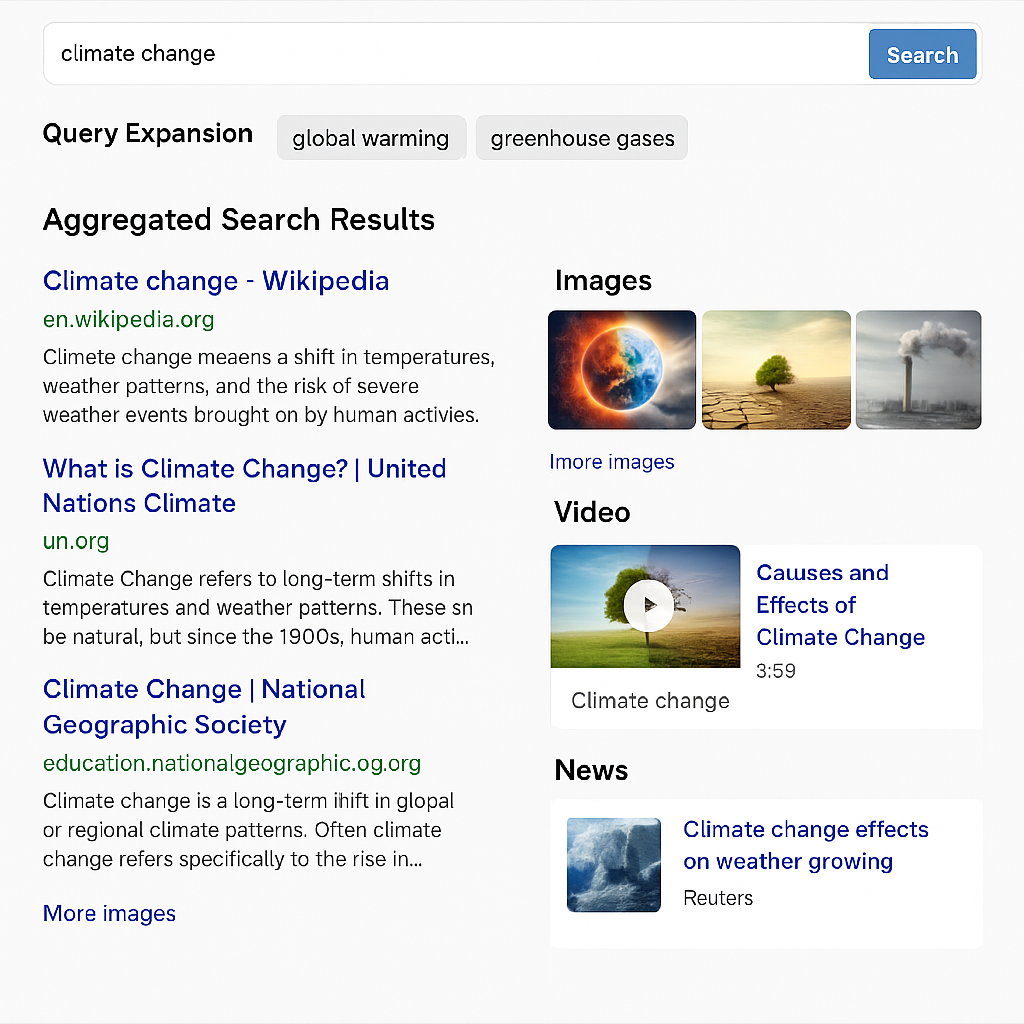 climate change
Search
Query Expansion
global warming
greenhouse gases
Aggregated Search Results
Climate change - Wikipedia
en.wikipedia.org
Climete change meaens a shift in temperatures,
weather patterns, and the risk of severe
weather events brought on by human activies.
What is Climate Change? | United
Nations Climate
un.org
Climate Change refers to long-term shifts in
temperatures and weather patterns. These sn
be natural, but since the 1900s, human acti...
Climate Change | National
Geographic Society
education.nationalgeographic.og.org
Climate change is a long-term in glopal
or regional climate patterns. Often climate
change refers specifically to the rise in...
More images
Images
Imore images
Video
Climate change
Causes and
Effects of
Climate Change
3:59
News
Climate change effects
on weather growing
Reuters